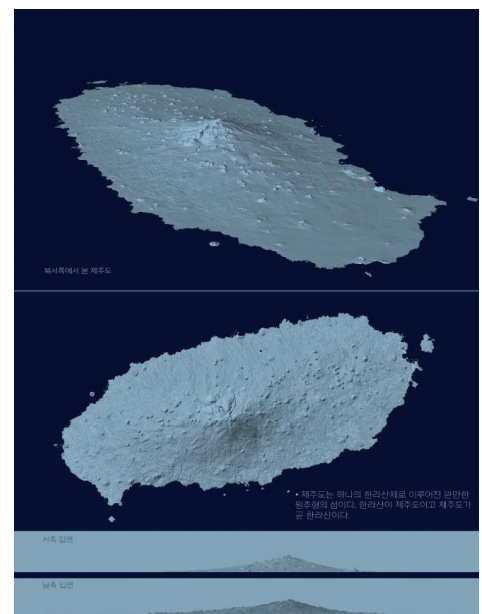 북서쪽에서 본 제주도
• 제주도는 하나의 한라산체로 이루어진 완만한
원추형의 섬이다. 한라산이 제주도이고 제주도가
곧 한라산이다.
서측 입면
남측 입면